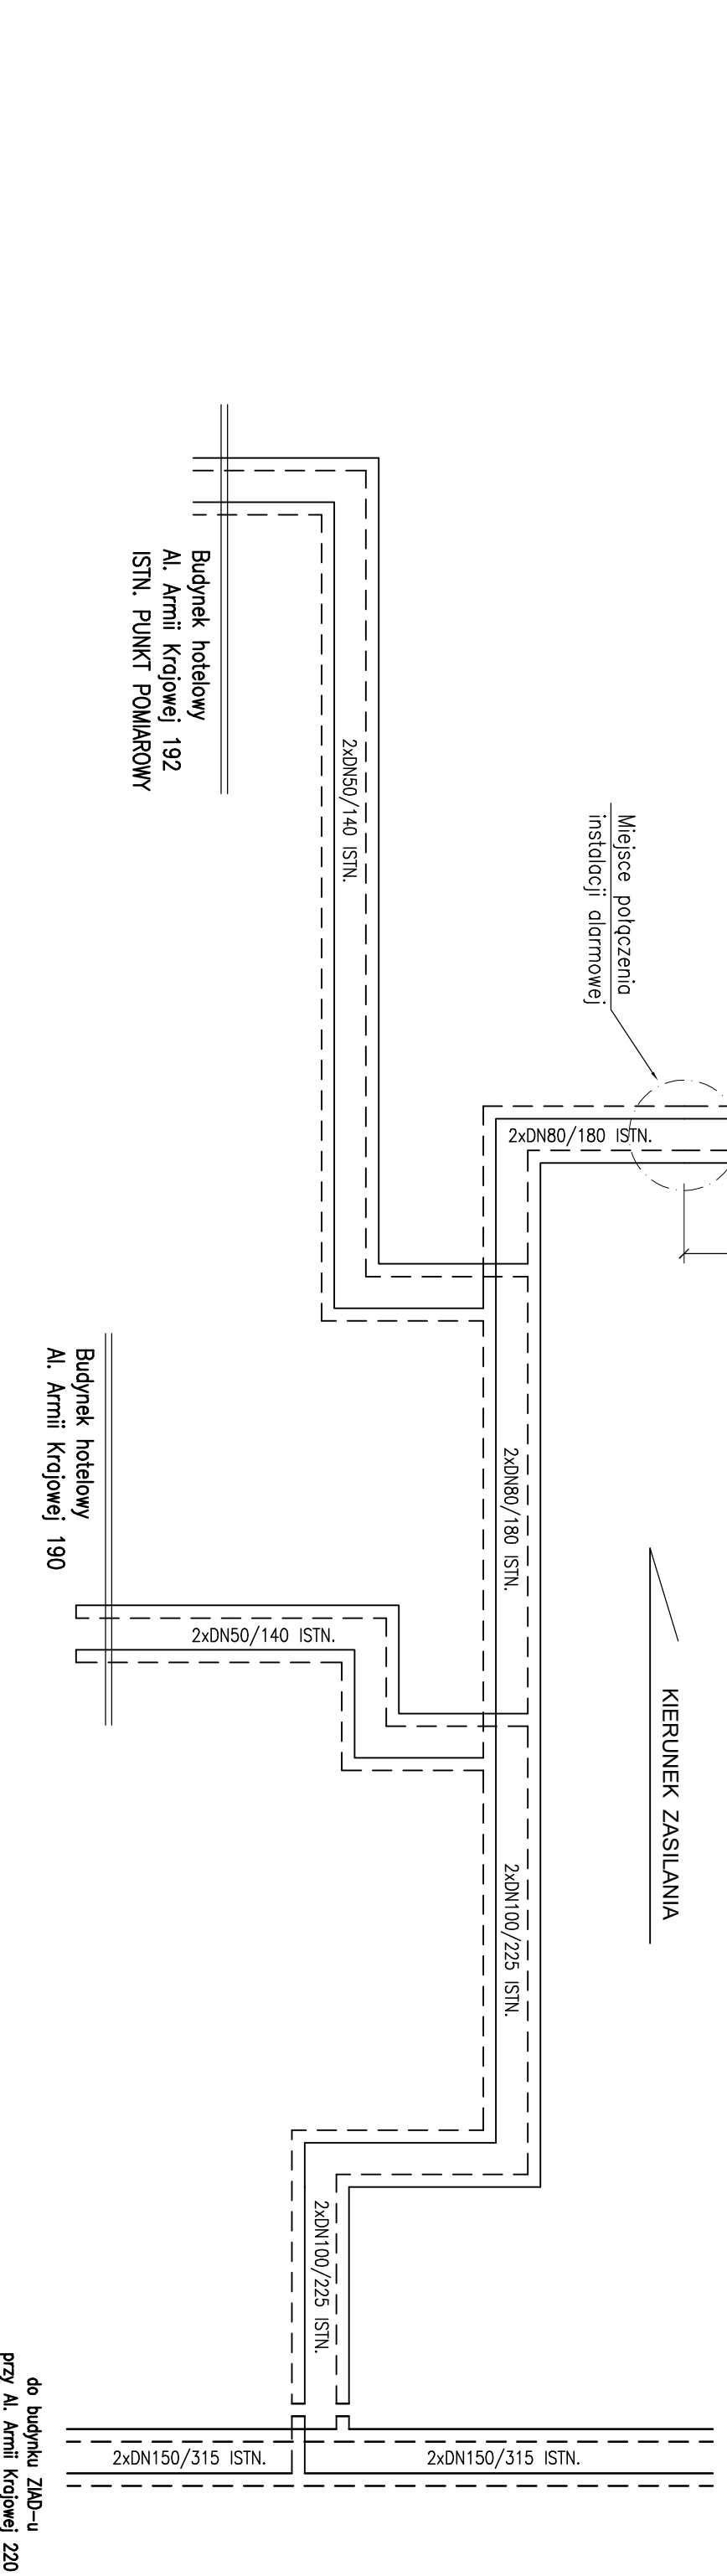 Budynek hotelowy
Al. Armii Krajowej 192
ISTN. PUNKT POMIAROWY
2xDN50/140 ISTN.
Miejsce połączenia
instalacji alarmowej
2xDN80/180 ISTN.
2xDN80/180 ISTN.
Budynek hotelowy
Al. Armii Krajowej 190
2xDN50/140 ISTN.
KIERUNEK ZASILANIA
2xDN100/225 ISTN.
2xDN100/225 ISTN.
2xDN150/315 ISTN.
2xDN150/315 ISTN.
do budynku ZIAD-u
przy Al. Armii Krajowej 220